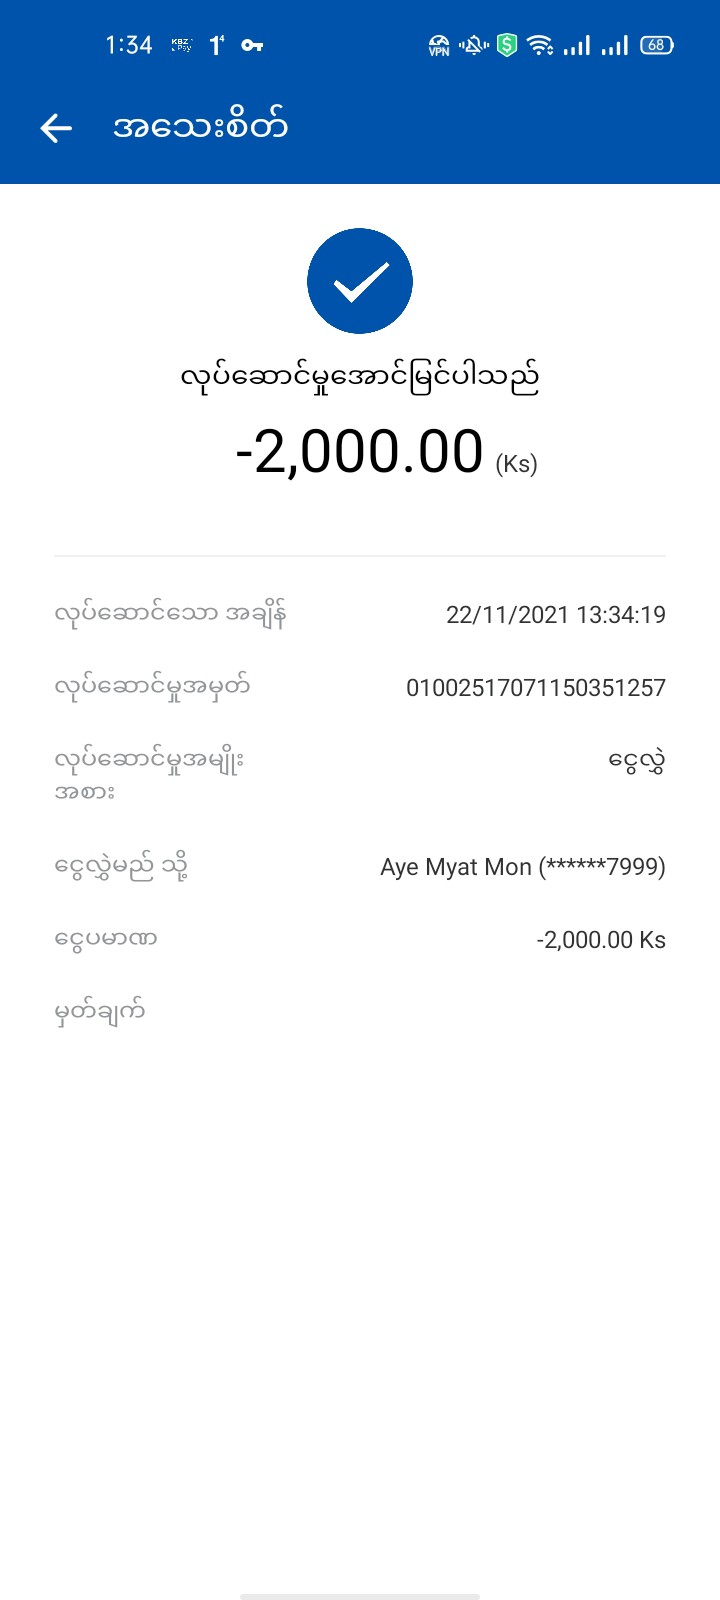 1:34 KBZ Pay 1⁴ VPN 68
အသေးစိတ်
လုပ်ဆောင်မှုအောင်မြင်ပါသည်
-2,000.00 (Ks)
လုပ်ဆောင်သော အချိန် 22/11/2021 13:34:19
လုပ်ဆောင်မှုအမှတ် 01002517071150351257
လုပ်ဆောင်မှုအမျိုး ငွေလွှဲ
အစား
ငွေလွှဲမည် သို့ Aye Myat Mon (******7999)
ငွေပမာဏ -2,000.00 Ks
မှတ်ချက်